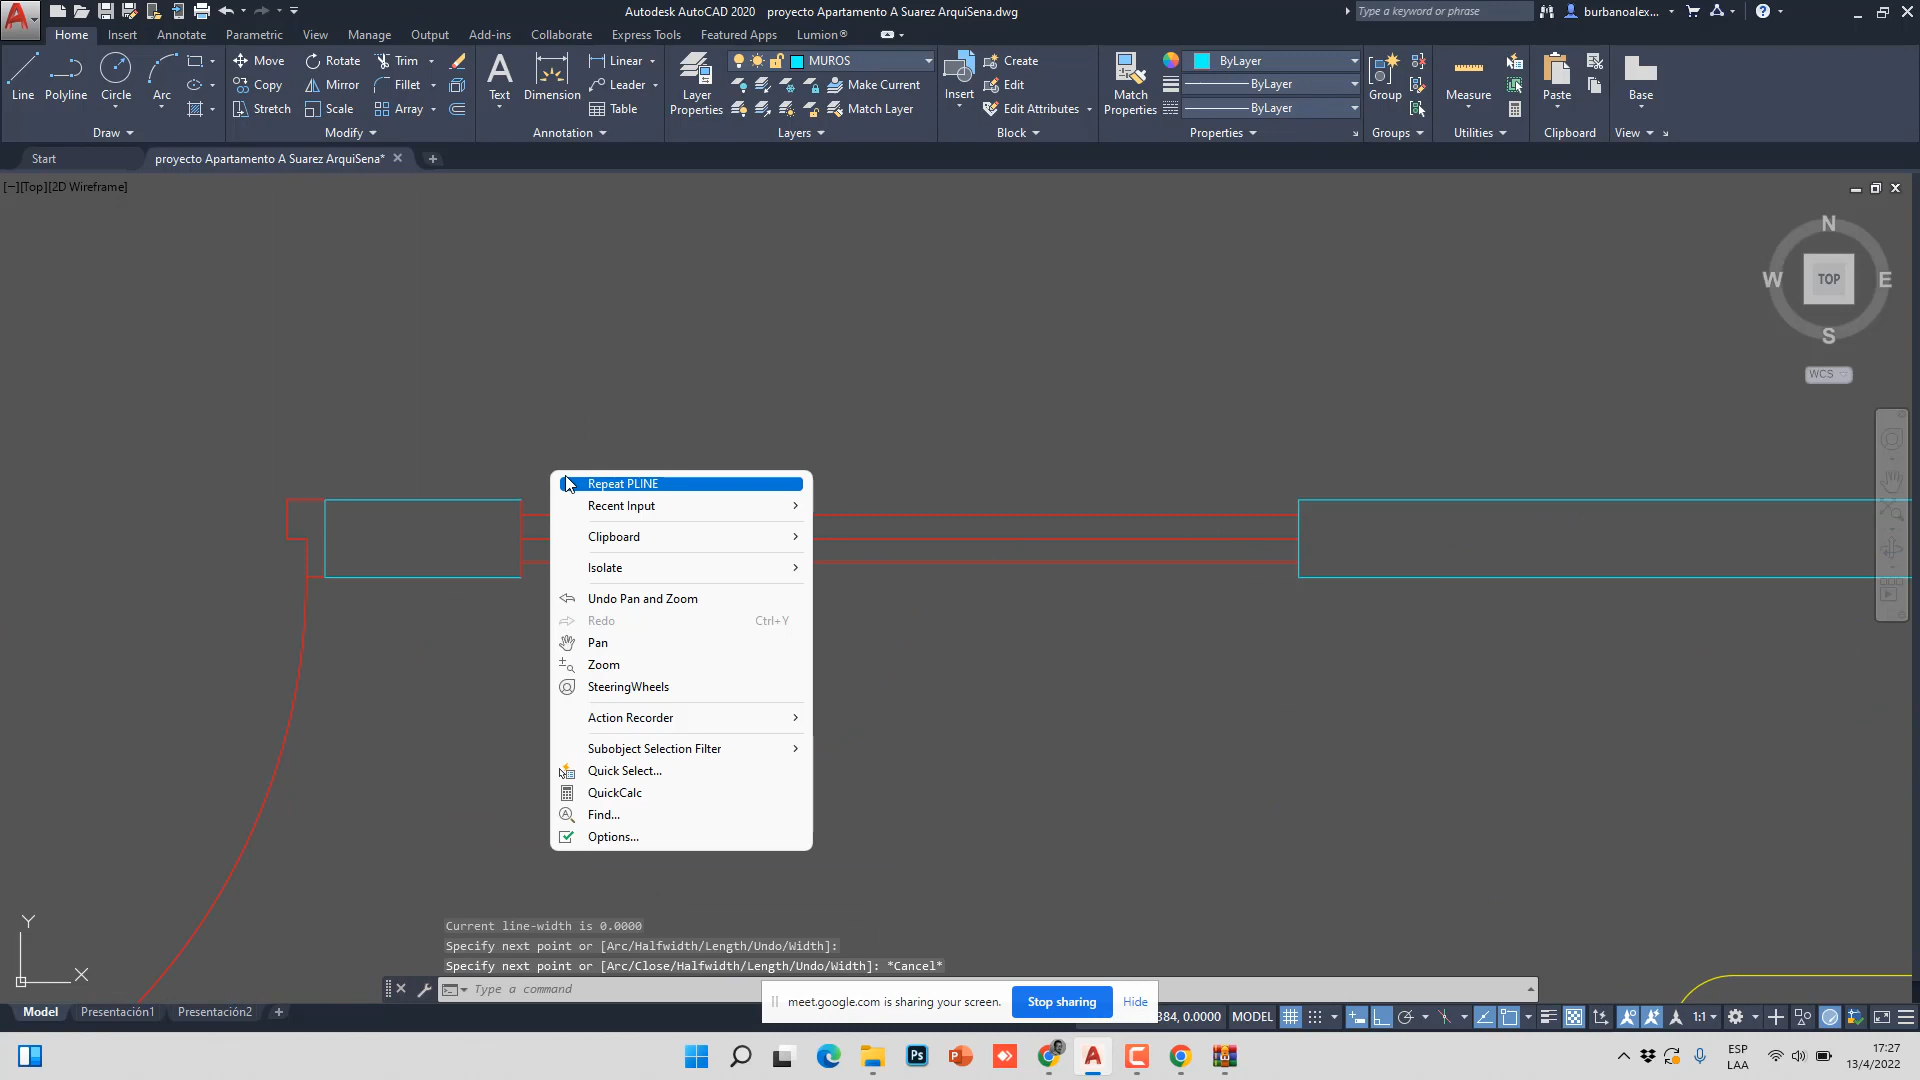 Autodesk AutoCAD 2020 proyecto Apartamento A Suarez ArquiSena.dwg
Type a keyword or phrase
burbanoalex...
Home Insert Annotate Parametric View Manage Output Add-ins Collaborate Express Tools Featured Apps Lumion®
Move Rotate Trim Linear MUROS Create ByLayer
Copy Mirror Fillet Leader Make Current Edit ByLayer
Line Polyline Circle Arc Text Dimension Layer Properties Insert Match Properties Group Measure Paste Base
Stretch Scale Array Table Match Layer Edit Attributes ByLayer
Draw Modify Annotation Layers Block Properties Groups Utilities Clipboard View
Start proyecto Apartamento A Suarez ArquiSena*
[−][Top][2D Wireframe]
N
W TOP E
S
WCS
Repeat PLINE
Recent Input
Clipboard
Isolate
Undo Pan and Zoom
Redo Ctrl+Y
Pan
Zoom
SteeringWheels
Action Recorder
Subobject Selection Filter
Quick Select...
QuickCalc
Find...
Options...
Y
X
Current line-width is 0.0000
Specify next point or [Arc/Halfwidth/Length/Undo/Width]:
Specify next point or [Arc/Close/Halfwidth/Length/Undo/Width]: *Cancel*
Type a command
meet.google.com is sharing your screen. Stop sharing Hide
Model Presentación1 Presentación2
384, 0.0000 MODEL 1:1
ESP
LAA
17:27
13/4/2022